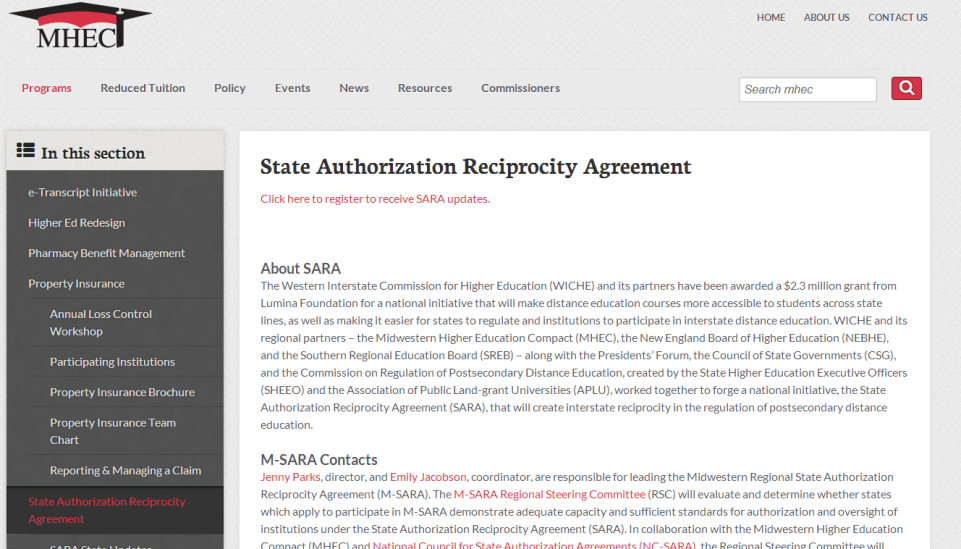 MHEC
HOME ABOUT US CONTACT US
Programs Reduced Tuition Policy Events News Resources Commissioners
Search mhec
In this section
e-Transcript Initiative
Higher Ed Redesign
Pharmacy Benefit Management
Property Insurance
Annual Loss Control
Workshop
Participating Institutions
Property Insurance Brochure
Property Insurance Team
Chart
Reporting & Managing a Claim
State Authorization Reciprocity
Agreement
SARA State Updates
State Authorization Reciprocity Agreement
Click here to register to receive SARA updates.
About SARA
The Western Interstate Commission for Higher Education (WICHE) and its partners have been awarded a $2.3 million grant from
Lumina Foundation for a national initiative that will make distance education courses more accessible to students across state
lines, as well as making it easier for states to regulate and institutions to participate in interstate distance education. WICHE and its
regional partners – the Midwestern Higher Education Compact (MHEC), the New England Board of Higher Education (NEBHE),
and the Southern Regional Education Board (SREB) – along with the Presidents' Forum, the Council of State Governments (CSG),
and the Commission on Regulation of Postsecondary Distance Education, created by the State Higher Education Executive Officers
(SHEEO) and the Association of Public Land-grant Universities (APLU), worked together to forge a national initiative, the State
Authorization Reciprocity Agreement (SARA), that will create interstate reciprocity in the regulation of postsecondary distance
education.
M-SARA Contacts
Jenny Parks, director, and Emily Jacobson, coordinator, are responsible for leading the Midwestern Regional State Authorization
Reciprocity Agreement (M-SARA). The M-SARA Regional Steering Committee (RSC) will evaluate and determine whether states
which apply to participate in M-SARA demonstrate adequate capacity and sufficient standards for authorization and oversight of
institutions under the State Authorization Reciprocity Agreement (SARA). In collaboration with the Midwestern Higher Education
Compact (MHEC) and National Council for State Authorization Agreements (NC-SARA), the Regional Steering Committee will